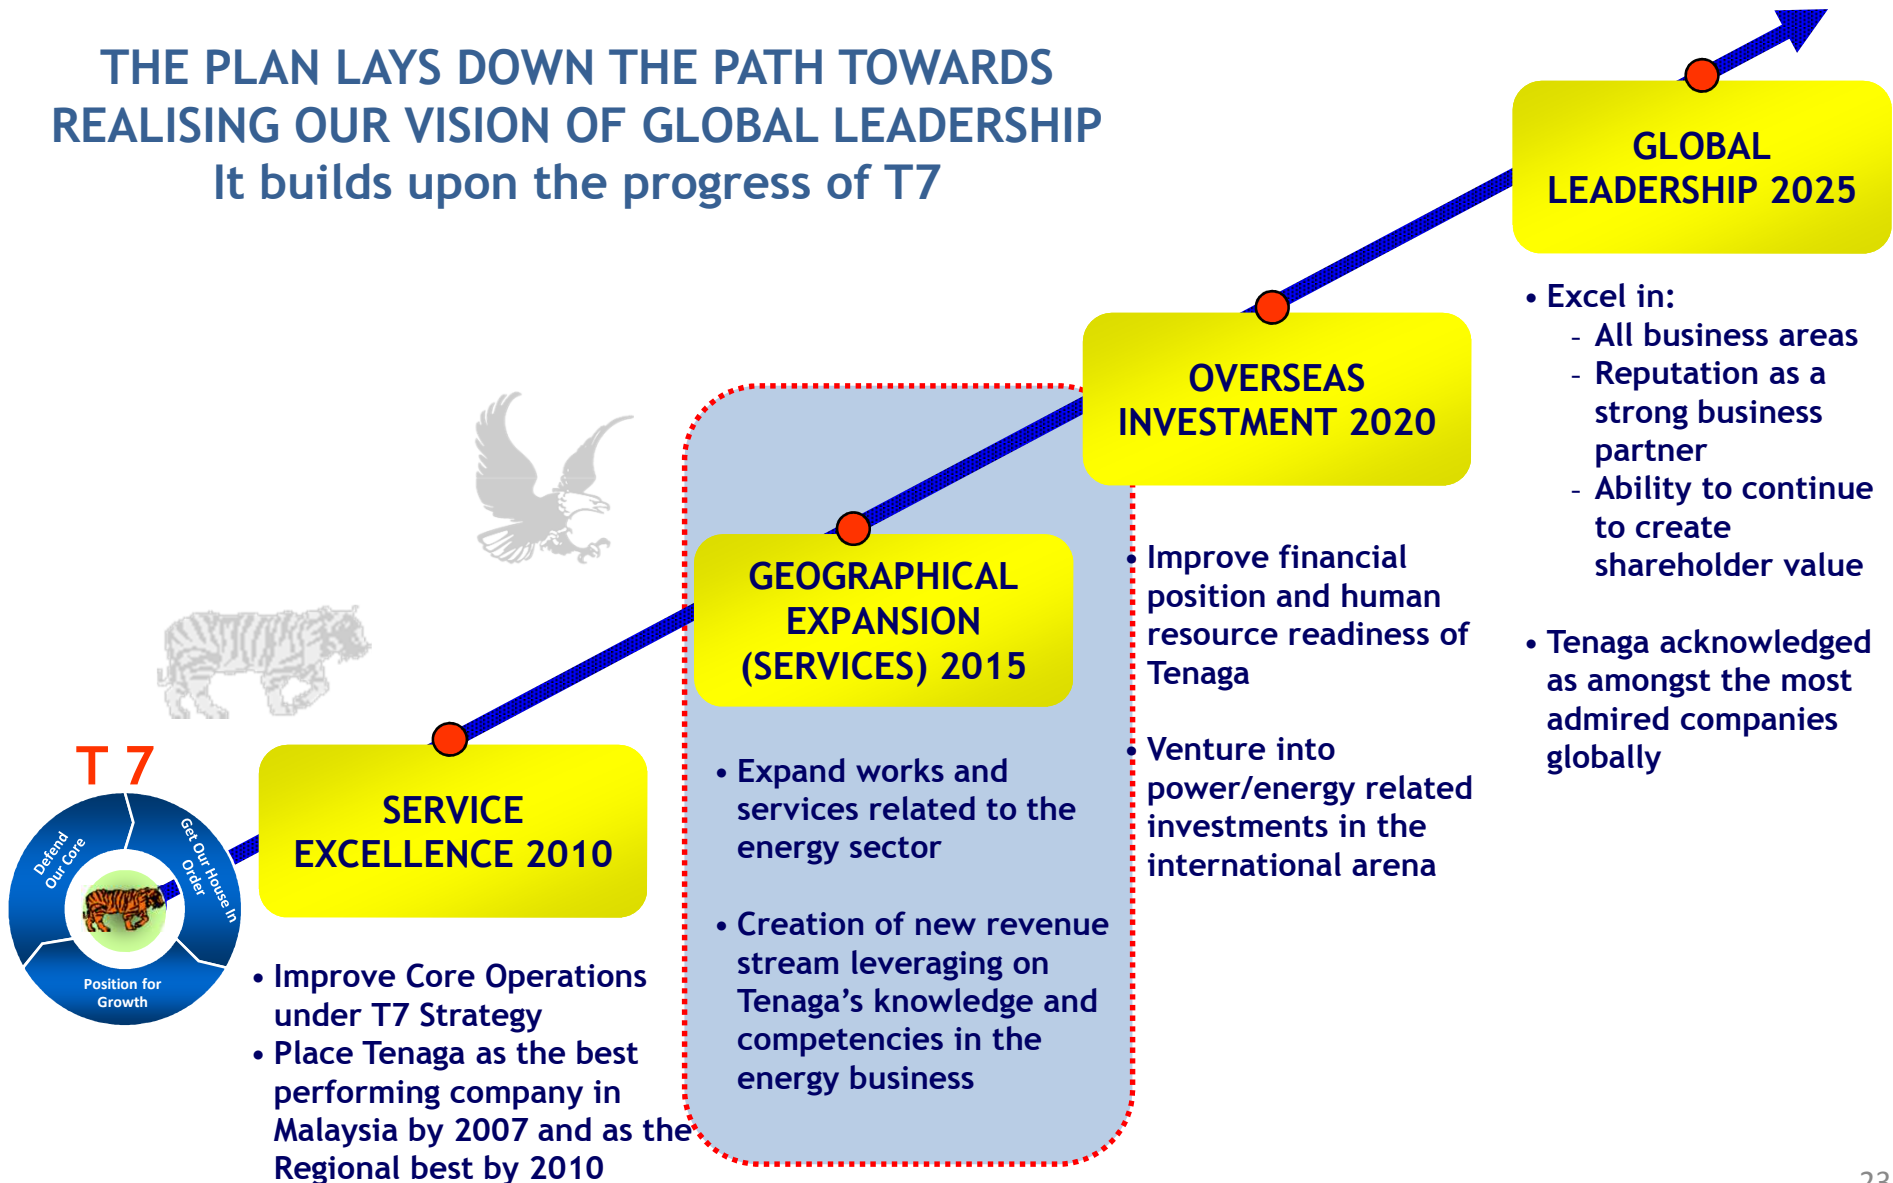 THE PLAN LAYS DOWN THE PATH TOWARDS
REALISING OUR VISION OF GLOBAL LEADERSHIP
It builds upon the progress of T7
T 7
Defend
Our Core
Get Our House In
Order
Position for
Growth
SERVICE
EXCELLENCE 2010
• Improve Core Operations
under T7 Strategy
• Place Tenaga as the best
performing company in
Malaysia by 2007 and as the
Regional best by 2010
GEOGRAPHICAL
EXPANSION
(SERVICES) 2015
• Expand works and
services related to the
energy sector
• Creation of new revenue
stream leveraging on
Tenaga’s knowledge and
competencies in the
energy business
OVERSEAS
INVESTMENT 2020
• Improve financial
position and human
resource readiness of
Tenaga
• Venture into
power/energy related
investments in the
international arena
GLOBAL
LEADERSHIP 2025
• Excel in:
– All business areas
– Reputation as a
strong business
partner
– Ability to continue
to create
shareholder value
• Tenaga acknowledged
as amongst the most
admired companies
globally
23